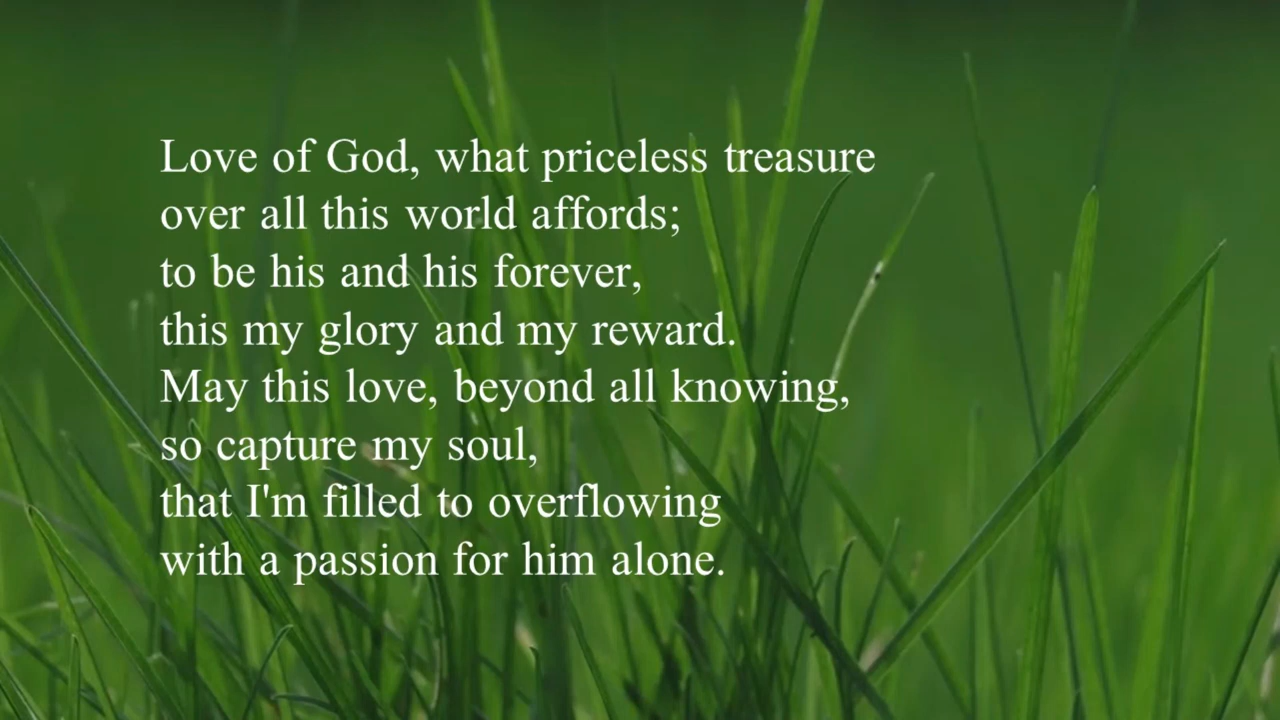 Love of God, what priceless treasure
over all this world affords;
to be his and his forever,
this my glory and my reward.
May this love, beyond all knowing,
so capture my soul,
that I'm filled to overflowing
with a passion for him alone.